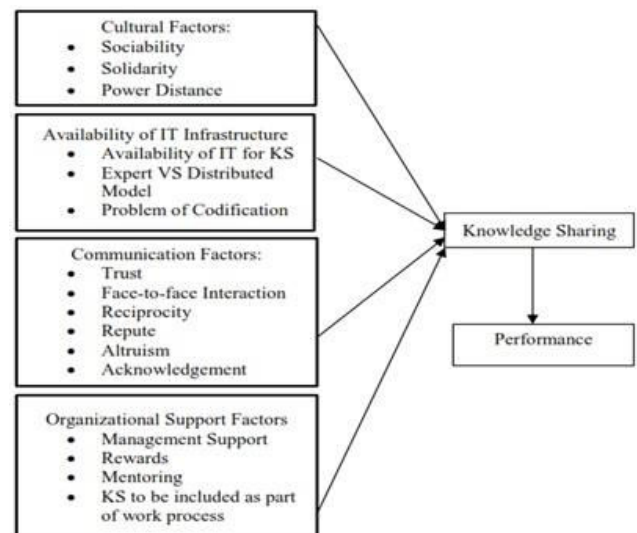 Cultural Factors:
• Sociability
• Solidarity
• Power Distance
Availability of IT Infrastructure
• Availability of IT for KS
• Expert VS Distributed
Model
• Problem of Codification
Communication Factors:
• Trust
• Face-to-face Interaction
• Reciprocity
• Repute
• Altruism
• Acknowledgement
Organizational Support Factors
• Management Support
• Rewards
• Mentoring
• KS to be included as part
of work process
Knowledge Sharing
Performance